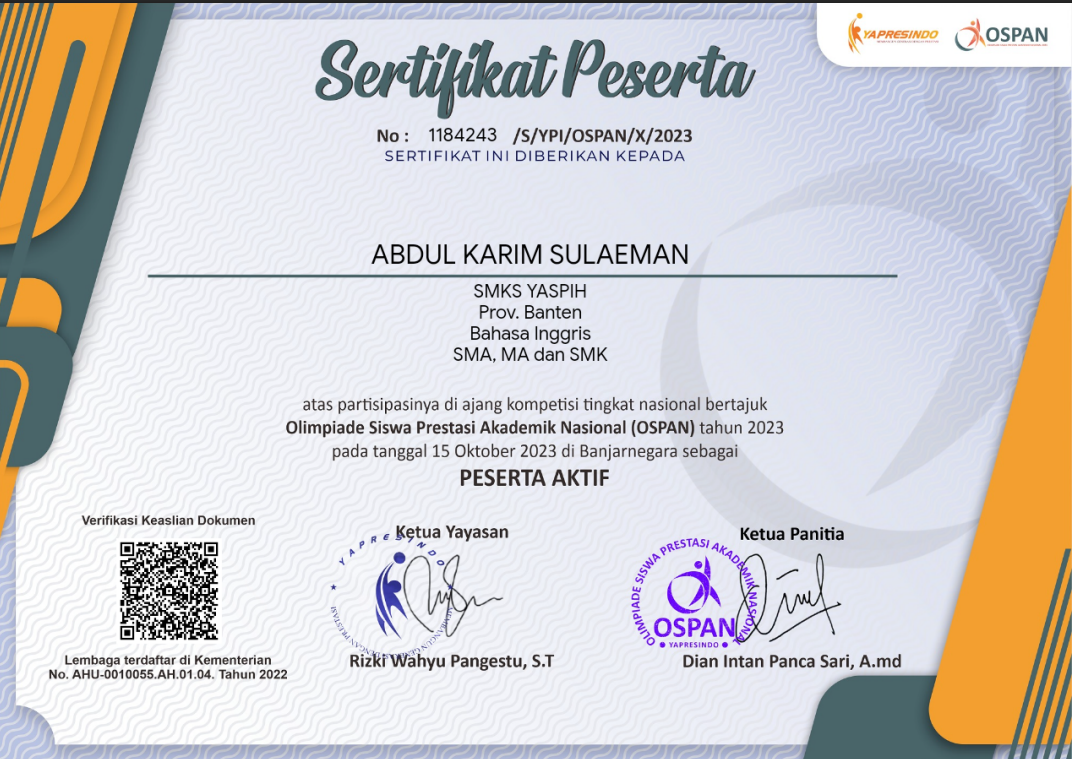 YAPRESINDO
OSPAN
Sertifikat Peserta
No : 1184243 /S/YPI/OSPAN/X/2023
SERTIFIKAT INI DIBERIKAN KEPADA
ABDUL KARIM SULAEMAN
SMKS YASPIH
Prov. Banten
Bahasa Inggris
SMA, MA dan SMK
atas partisipasinya di ajang kompetisi tingkat nasional bertajuk
Olimpiade Siswa Prestasi Akademik Nasional (OSPAN) tahun 2023
pada tanggal 15 Oktober 2023 di Banjarnegara sebagai
PESERTA AKTIF
Verifikasi Keaslian Dokumen
Lembaga terdaftar di Kementerian
No. AHU-0010055.AH.01.04. Tahun 2022
Ketua Yayasan
YAPRESINDO
Rizki Wahyu Pangestu, S.T
Ketua Panitia
OLIMPIADE SISWA PRESTASI AKADEMIK NASIONAL
OSPAN
YAPRESINDO
Dian Intan Panca Sari, A.md